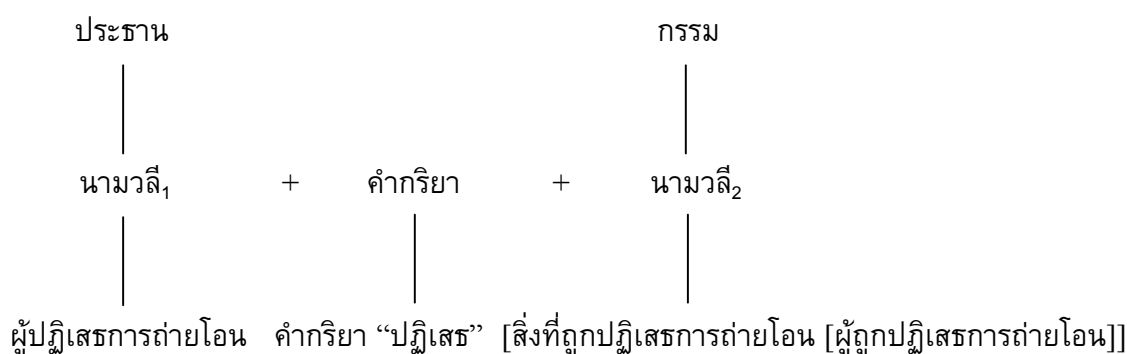 ประธาน กรรม
นามวลี₁ + คำกริยา + นามวลี₂
ผู้ปฏิเสธการถ่ายโอน คำกริยา “ปฏิเสธ” [สิ่งที่ถูกปฏิเสธการถ่ายโอน [ผู้ถูกปฏิเสธการถ่ายโอน]]